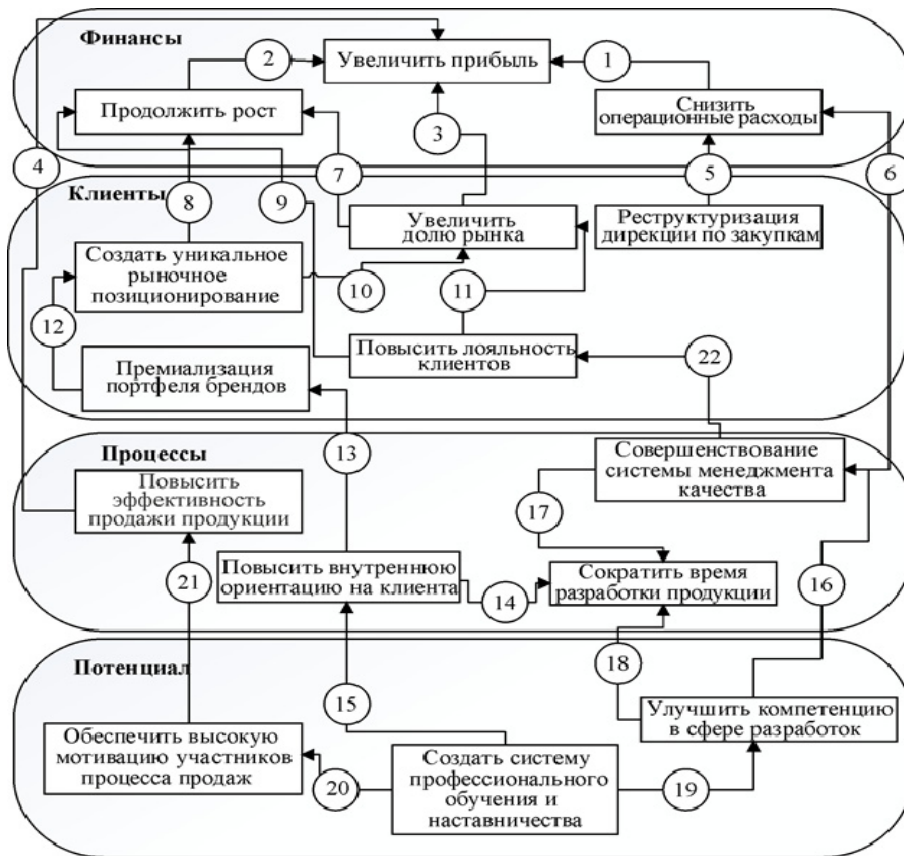 Финансы
2
Увеличить прибыль
1
Продолжить рост
Снизить
операционные расходы
3
4
7
5
6
Клиенты
8
9
Увеличить
долю рынка
Реструктуризация
дирекции по закупкам
Создать уникальное
рыночное
позиционирование
10
11
12
Повысить лояльность
клиентов
22
Премиализация
портфеля брендов
13
Процессы
Совершенствование
системы менеджмента
качества
Повысить
эффективность
продажи продукции
17
21
Повысить внутреннюю
ориентацию на клиента
14
Сократить время
разработки продукции
16
18
Потенциал
15
Улучшить компетенцию
в сфере разработок
Обеспечить высокую
мотивацию участников
процесса продаж
20
Создать систему
профессионального
обучения и
наставничества
19